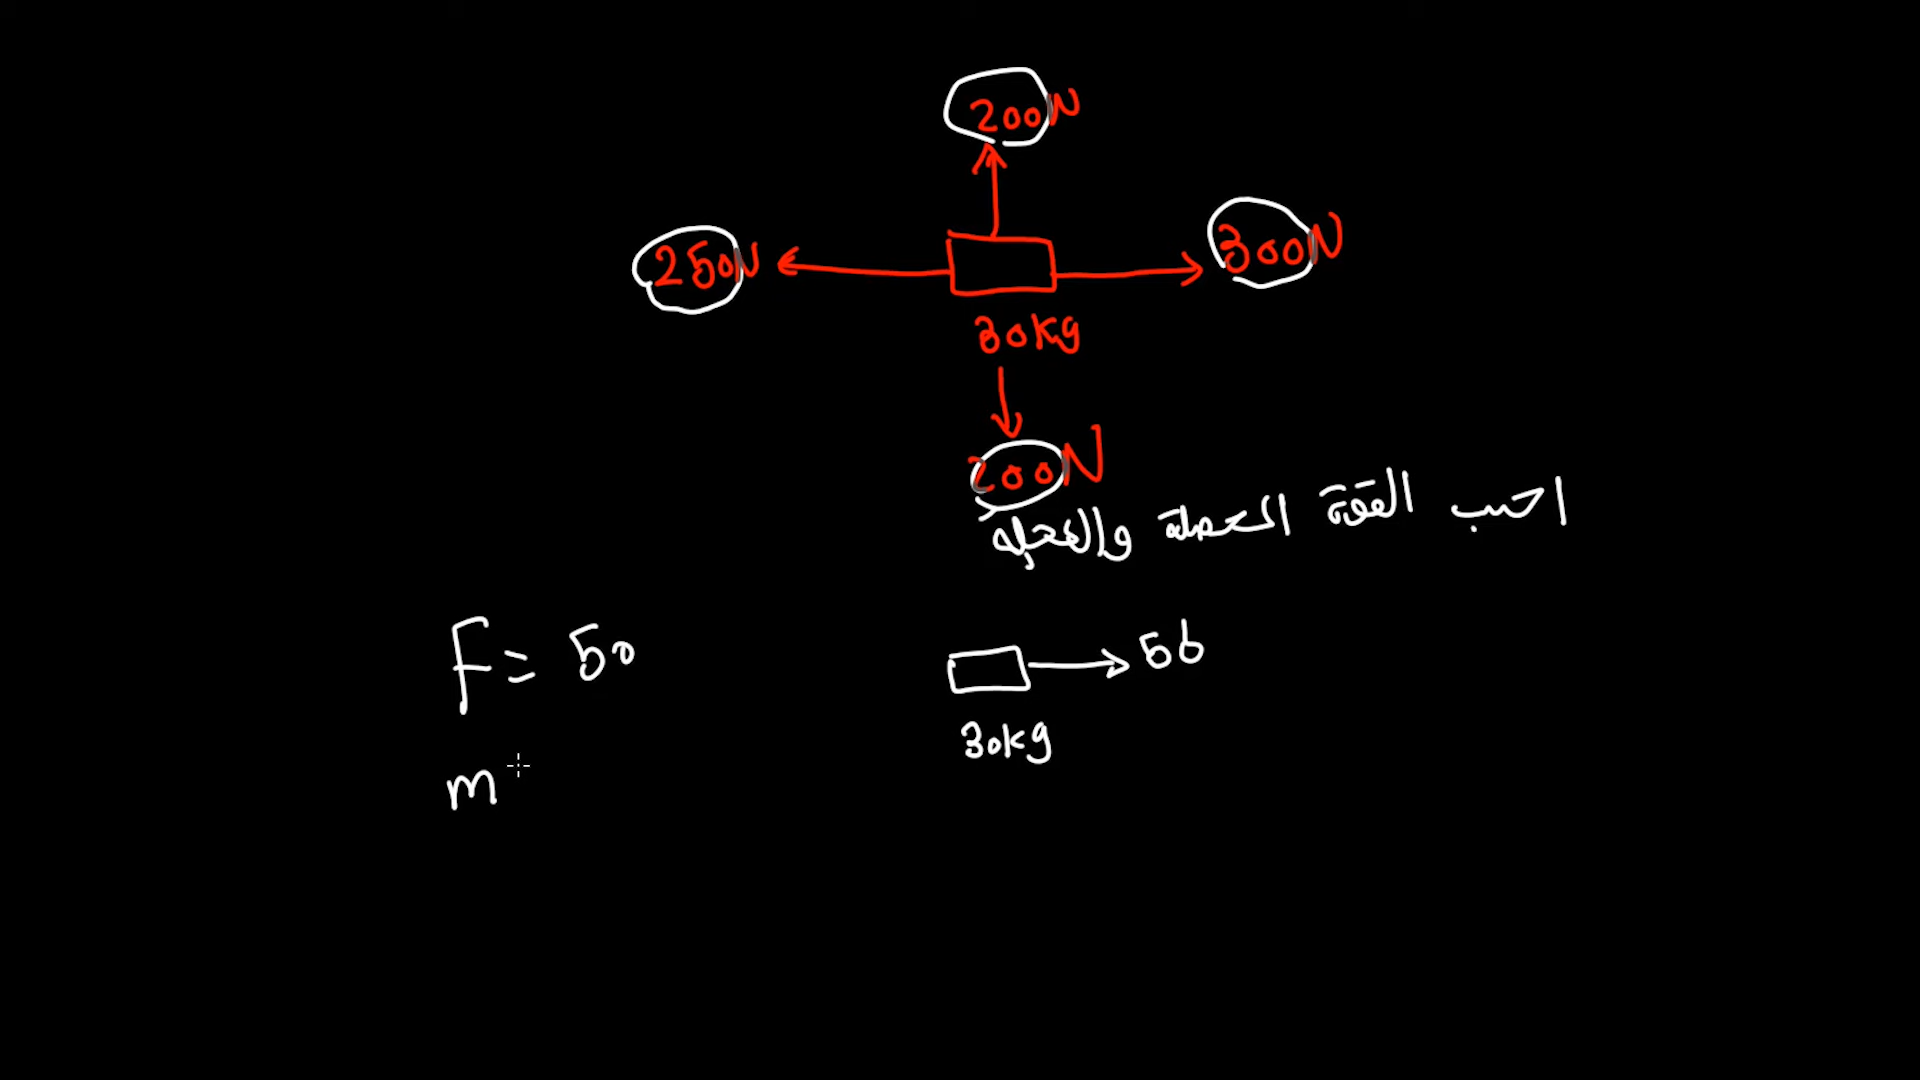 200N
250N
300N
30kg
200N
احسب القوة المحصلة والعجلة
F = 50
50
30kg
m